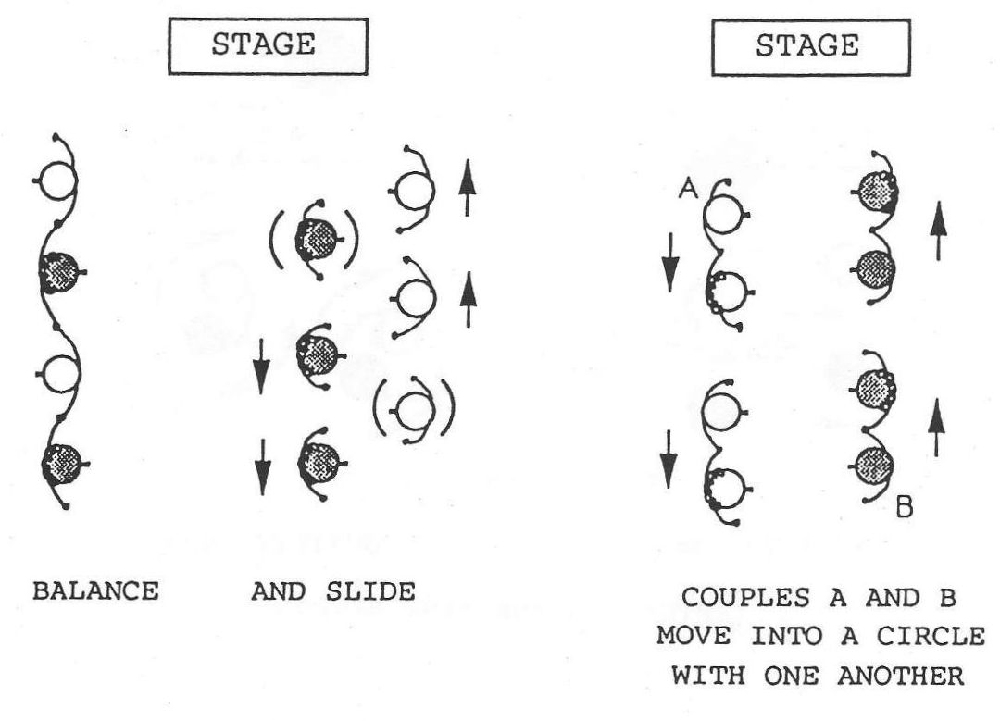 STAGE
STAGE
A
B
BALANCE
AND SLIDE
COUPLES A AND B
MOVE INTO A CIRCLE
WITH ONE ANOTHER